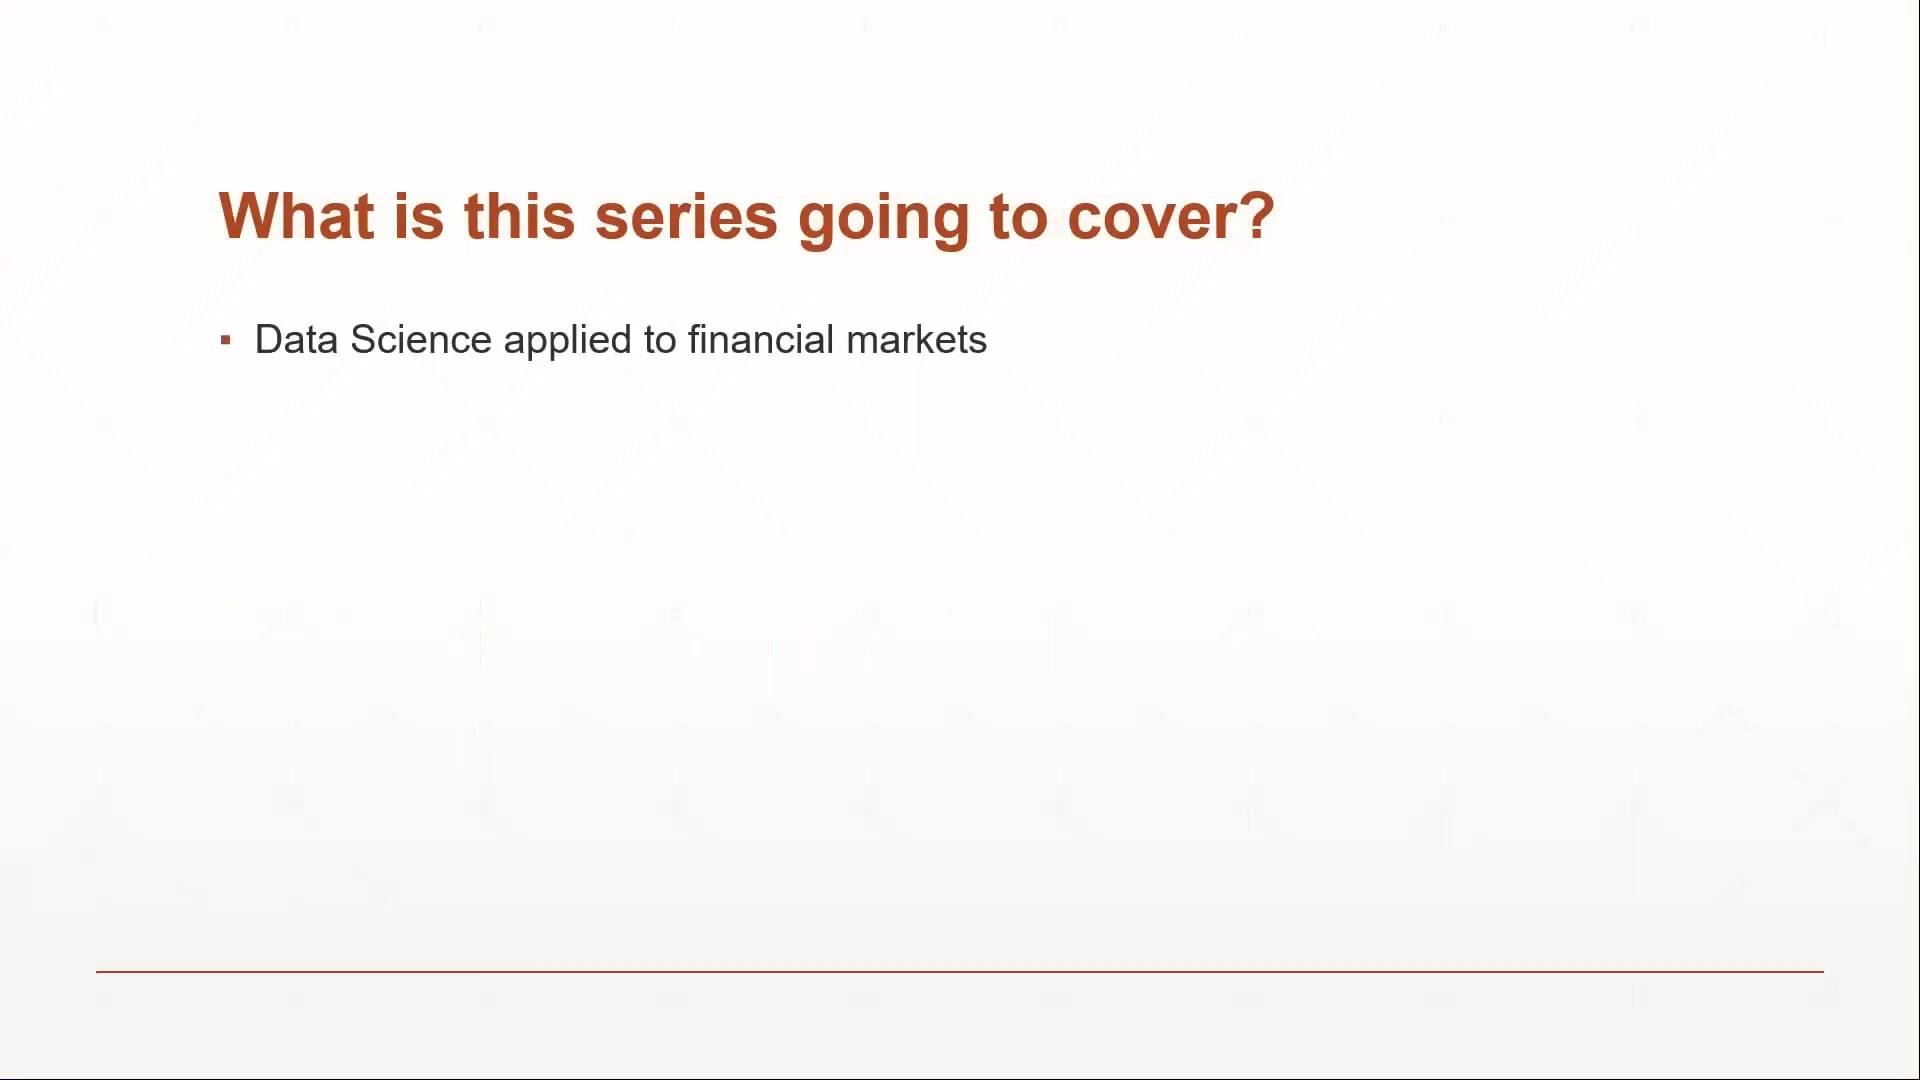 What is this series going to cover?
▪ Data Science applied to financial markets